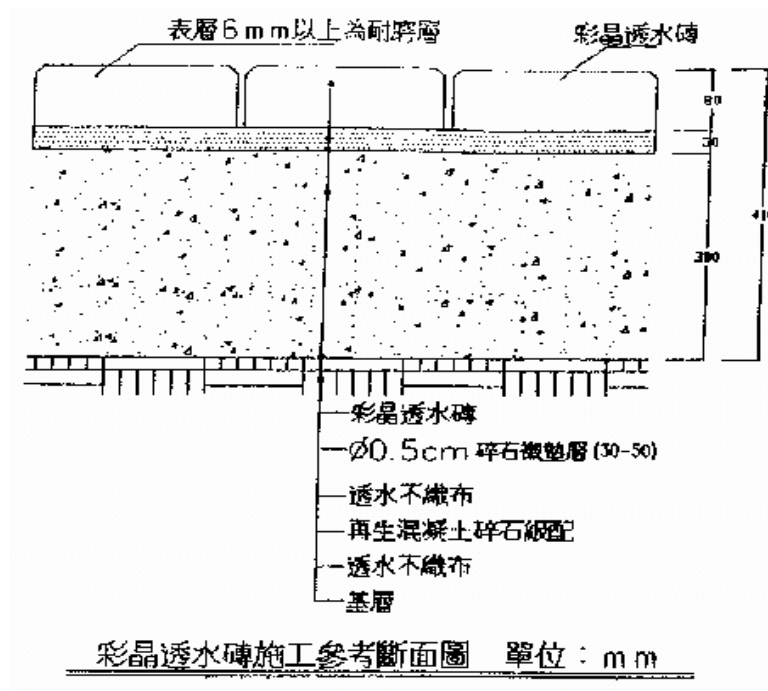 表層6mm以上為耐磨層
彩晶透水磚
80
30
300
彩晶透水磚
Ø0.5cm 碎石襯墊層(30-50)
透水不織布
再生混凝土碎石級配
透水不織布
基層
彩晶透水磚施工參考斷面圖 單位：mm